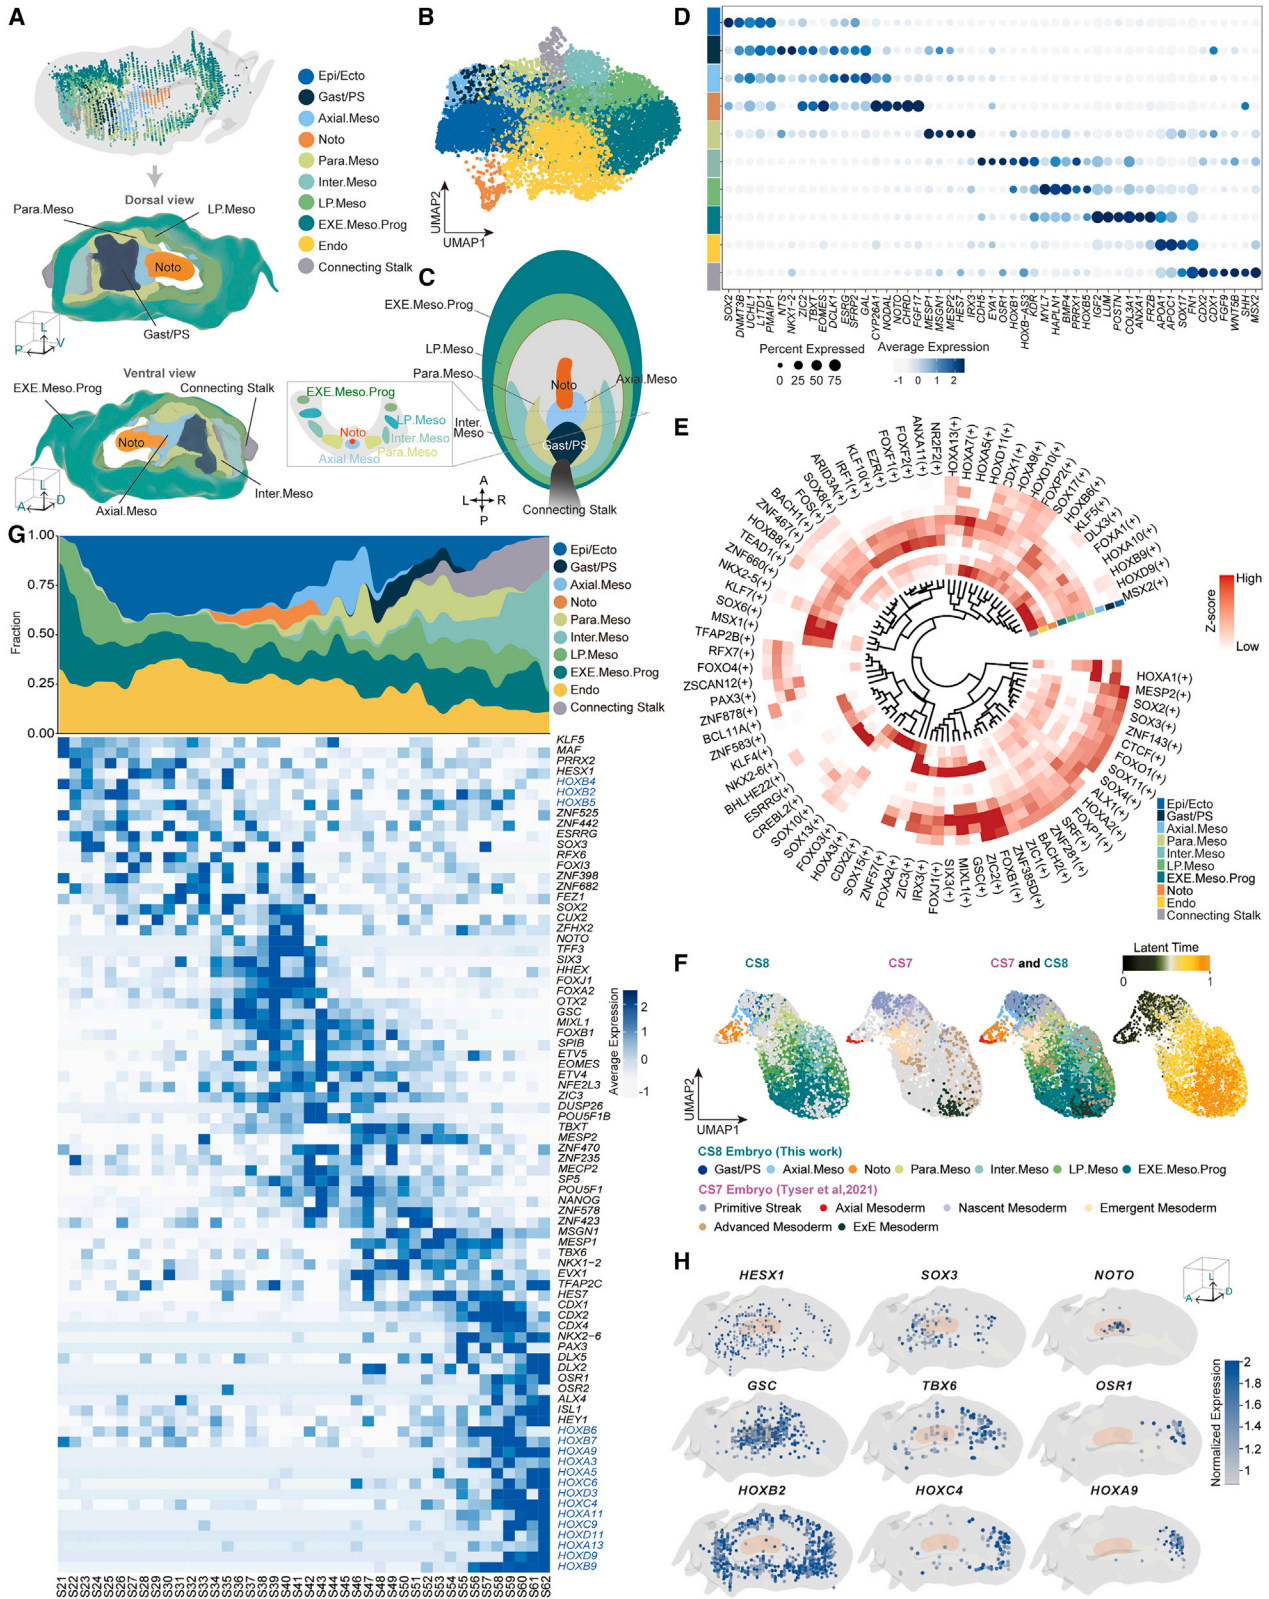 A
Epi/Ecto
Gast/PS
Axial.Meso
Noto
Para.Meso
Inter.Meso
LP.Meso
EXE.Meso.Prog
Endo
Connecting Stalk
Dorsal view
Para.Meso
LP.Meso
Noto
Gast/PS
L
P
V
Ventral view
EXE.Meso.Prog
Connecting Stalk
Noto
Inter.Meso
Axial.Meso
L
A
D
B
UMAP2
UMAP1
C
EXE.Meso.Prog
LP.Meso
Para.Meso
Noto
Axial.Meso
Inter.
Meso
Gast/PS
Connecting Stalk
A
L
R
P
EXE.Meso.Prog
LP.Meso
Noto
Inter.Meso
Para.Meso
Axial.Meso
D
SOX2
DNMT3B
UCHL1
L1TD1
PMAIP1
NTS
NKX1-2
ZIC2
TBXT
EOMES
DCLK1
ESRG
SFRP2
GAL
CYP26A1
NODAL
NOTO
CHRD
FGF17
MESP1
MSGN1
MESP2
HES7
IRX3
CDH5
EYA1
OSR1
HOXB1
HOXB-AS3
KDR
MYL7
HAPLN1
BMP4
PRRX1
HOXB5
IGF2
LUM
POSTN
COL3A1
ANXA1
FRZB
APOA1
APOC1
SOX17
FN1
CDX2
CDX1
FGF9
WNT5B
SHH
MSX2
Percent Expressed
0 25 50 75
Average Expression
-1 0 1 2
E
ARID3A(+)
IRF1(+)
KLF10(+)
EZR(+)
FOXF1(+)
FOXF2(+)
ANXA11(+)
NR2F2(+)
HOXA13(+)
HOXA7(+)
HOXA5(+)
HOXD11(+)
CDX1(+)
HOXA9(+)
HOXD10(+)
FOXP2(+)
SOX17(+)
HOXB6(+)
KLF5(+)
DLX3(+)
FOXA1(+)
HOXA10(+)
HOXB9(+)
HOXD9(+)
MSX2(+)
SOX8(+)
FOS(+)
BACH1(+)
ZNF467(+)
HOXB8(+)
TEAD1(+)
ZNF660(+)
NKX2-5(+)
KLF7(+)
SOX6(+)
MSX1(+)
TFAP2B(+)
RFX7(+)
FOXO4(+)
ZSCAN12(+)
PAX3(+)
ZNF878(+)
BCL11A(+)
ZNF583(+)
KLF4(+)
NKX2-6(+)
BHLHE22(+)
ESRRG(+)
CREBL2(+)
SOX10(+)
SOX13(+)
FOXO3(+)
HOXA3(+)
CDX2(+)
SOX15(+)
ZNF57(+)
FOXA2(+)
ZIC3(+)
IRX3(+)
FOXJ1(+)
SIX3(+)
MIXL1(+)
GSC(+)
ZIC2(+)
FOXB1(+)
ZNF385D(+)
ZIC1(+)
BACH2(+)
ZNF281(+)
SRF(+)
FOXP1(+)
HOXA2(+)
ALX1(+)
SOX4(+)
SOX11(+)
FOXO1(+)
CTCF(+)
ZNF143(+)
SOX3(+)
SOX2(+)
MESP2(+)
HOXA1(+)
Z-score
High
Low
Epi/Ecto
Gast/PS
Axial.Meso
Para.Meso
Inter.Meso
LP.Meso
EXE.Meso.Prog
Noto
Endo
Connecting Stalk
F
CS8
CS7
CS7 and CS8
Latent Time
0 1
UMAP2
UMAP1
CS8 Embryo (This work)
Gast/PS Axial.Meso Noto Para.Meso Inter.Meso LP.Meso EXE.Meso.Prog
CS7 Embryo (Tyser et al,2021)
Primitive Streak Axial Mesoderm Nascent Mesoderm Emergent Mesoderm
Advanced Mesoderm ExE Mesoderm
G
1.00
0.75
0.50
0.25
0.00
Fraction
Epi/Ecto
Gast/PS
Axial.Meso
Noto
Para.Meso
Inter.Meso
LP.Meso
EXE.Meso.Prog
Endo
Connecting Stalk
KLF5
MAF
PRRX2
HESX1
HOXB4
HOXB2
HOXB5
ZNF525
ZNF442
ESRRG
SOX3
RFX6
FOXI3
ZNF398
ZNF682
FEZ1
SOX2
CUX2
ZFHX2
NOTO
TFF3
SIX3
HHEX
FOXJ1
FOXA2
OTX2
GSC
MIXL1
FOXB1
SPIB
ETV5
EOMES
ETV4
NFE2L3
ZIC3
DUSP26
POU5F1B
TBXT
MESP2
ZNF470
ZNF235
MECP2
SP5
POU5F1
NANOG
ZNF578
ZNF423
MSGN1
MESP1
TBX6
NKX1-2
EVX1
TFAP2C
HES7
CDX1
CDX2
CDX4
NKX2-6
PAX3
DLX5
DLX2
OSR1
OSR2
ALX4
ISL1
HEY1
HOXB6
HOXB7
HOXA9
HOXA3
HOXA5
HOXC6
HOXD3
HOXC4
HOXA11
HOXC9
HOXD11
HOXA13
HOXD9
HOXB9
Average Expression
2
1
0
-1
S21
S22
S23
S24
S25
S26
S27
S28
S29
S30
S31
S32
S33
S34
S35
S36
S37
S38
S39
S40
S41
S42
S43
S44
S45
S46
S47
S48
S49
S50
S51
S52
S53
S54
S55
S56
S57
S58
S59
S60
S61
S62
H
HESX1
SOX3
NOTO
L
A
D
GSC
TBX6
OSR1
HOXB2
HOXC4
HOXA9
Normalized Expression
2
1.8
1.6
1.4
1.2
1